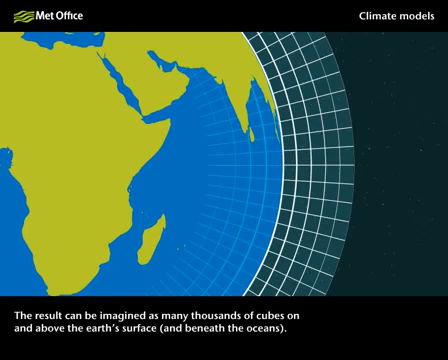 Met Office
Climate models
The result can be imagined as many thousands of cubes on
and above the earth's surface (and beneath the oceans).